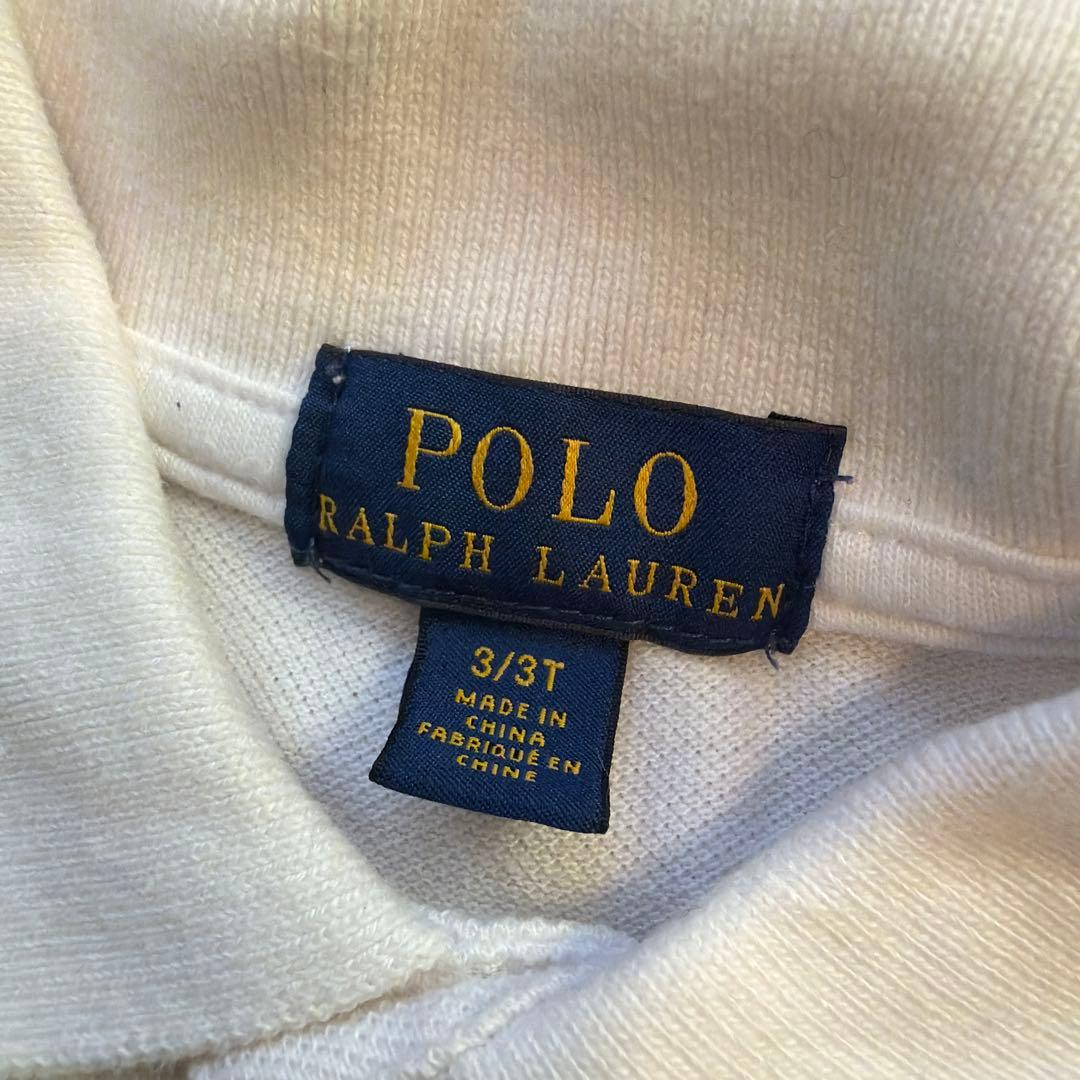 POLO
RALPH LAUREN
3/3T
MADE IN
CHINA
FABRIQUÉ EN
CHINE